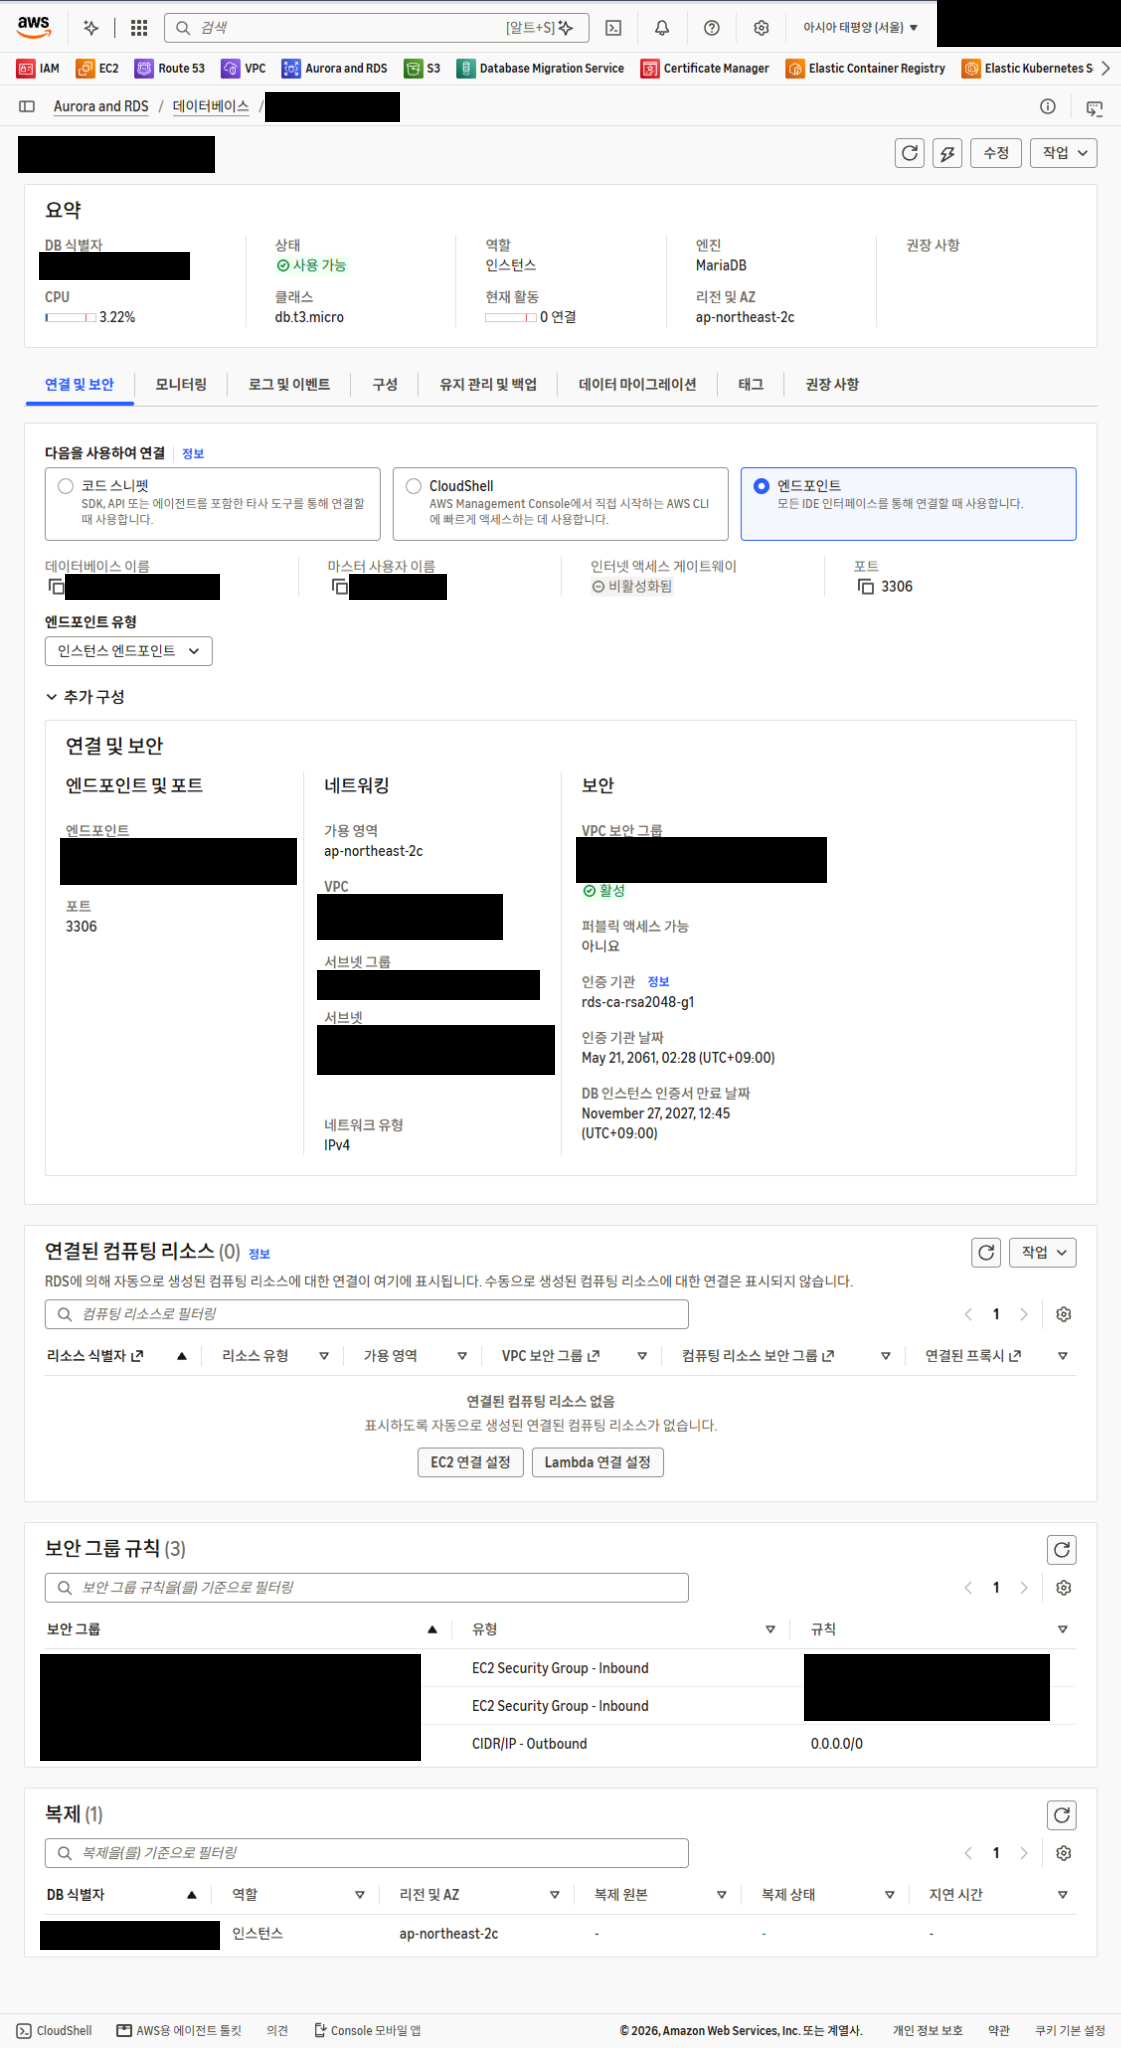 aws
검색
[알트+S]
아시아 태평양 (서울)
IAM
EC2
Route 53
VPC
Aurora and RDS
S3
Database Migration Service
Certificate Manager
Elastic Container Registry
Elastic Kubernetes S
Aurora and RDS / 데이터베이스 /
수정
작업
요약
DB 식별자
상태
사용 가능
역할
인스턴스
엔진
MariaDB
권장 사항
CPU
3.22%
클래스
db.t3.micro
현재 활동
0 연결
리전 및 AZ
ap-northeast-2c
연결 및 보안
모니터링
로그 및 이벤트
구성
유지 관리 및 백업
데이터 마이그레이션
태그
권장 사항
다음을 사용하여 연결
정보
코드 스니펫
SDK, API 또는 에이전트를 포함한 타사 도구를 통해 연결할
때 사용합니다.
CloudShell
AWS Management Console에서 직접 시작하는 AWS CLI
에 빠르게 액세스하는 데 사용합니다.
엔드포인트
모든 IDE 인터페이스를 통해 연결할 때 사용합니다.
데이터베이스 이름
마스터 사용자 이름
인터넷 액세스 게이트웨이
비활성화됨
포트
3306
엔드포인트 유형
인스턴스 엔드포인트
추가 구성
연결 및 보안
엔드포인트 및 포트
엔드포인트
포트
3306
네트워킹
가용 영역
ap-northeast-2c
VPC
서브넷 그룹
서브넷
네트워크 유형
IPv4
보안
VPC 보안 그룹
활성
퍼블릭 액세스 가능
아니요
인증 기관
정보
rds-ca-rsa2048-g1
인증 기관 날짜
May 21, 2061, 02:28 (UTC+09:00)
DB 인스턴스 인증서 만료 날짜
November 27, 2027, 12:45
(UTC+09:00)
연결된 컴퓨팅 리소스 (0)
정보
작업
RDS에 의해 자동으로 생성된 컴퓨팅 리소스에 대한 연결이 여기에 표시됩니다. 수동으로 생성된 컴퓨팅 리소스에 대한 연결은 표시되지 않습니다.
컴퓨팅 리소스로 필터링
1
리소스 식별자
리소스 유형
가용 영역
VPC 보안 그룹
컴퓨팅 리소스 보안 그룹
연결된 프록시
연결된 컴퓨팅 리소스 없음
표시하도록 자동으로 생성된 연결된 컴퓨팅 리소스가 없습니다.
EC2 연결 설정
Lambda 연결 설정
보안 그룹 규칙 (3)
보안 그룹 규칙을(를) 기준으로 필터링
1
보안 그룹
유형
규칙
EC2 Security Group - Inbound
EC2 Security Group - Inbound
CIDR/IP - Outbound
0.0.0.0/0
복제 (1)
복제을(를) 기준으로 필터링
1
DB 식별자
역할
리전 및 AZ
복제 원본
복제 상태
지연 시간
인스턴스
ap-northeast-2c
-
-
-
CloudShell
AWS용 에이전트 툴킷
의견
Console 모바일 앱
© 2026, Amazon Web Services, Inc. 또는 계열사.
개인 정보 보호
약관
쿠키 기본 설정